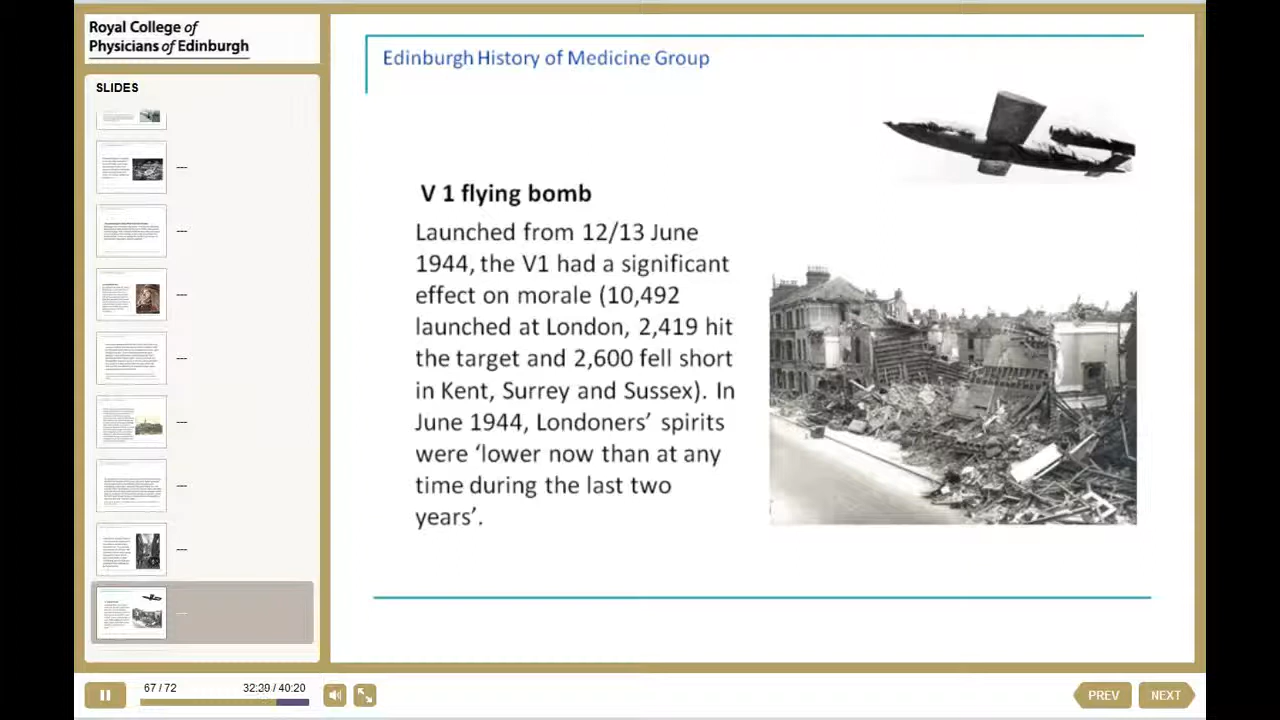 Royal College of
Physicians of Edinburgh
SLIDES
Edinburgh History of Medicine Group
V 1 flying bomb
Launched from 12/13 June
1944, the V1 had a significant
effect on morale (10,492
launched at London, 2,419 hit
the target and 2,600 fell short
in Kent, Surrey and Sussex). In
June 1944, Londoners’ spirits
were ‘lower now than at any
time during the last two
years’.
67 / 72
32:39 / 40:20
PREV
NEXT